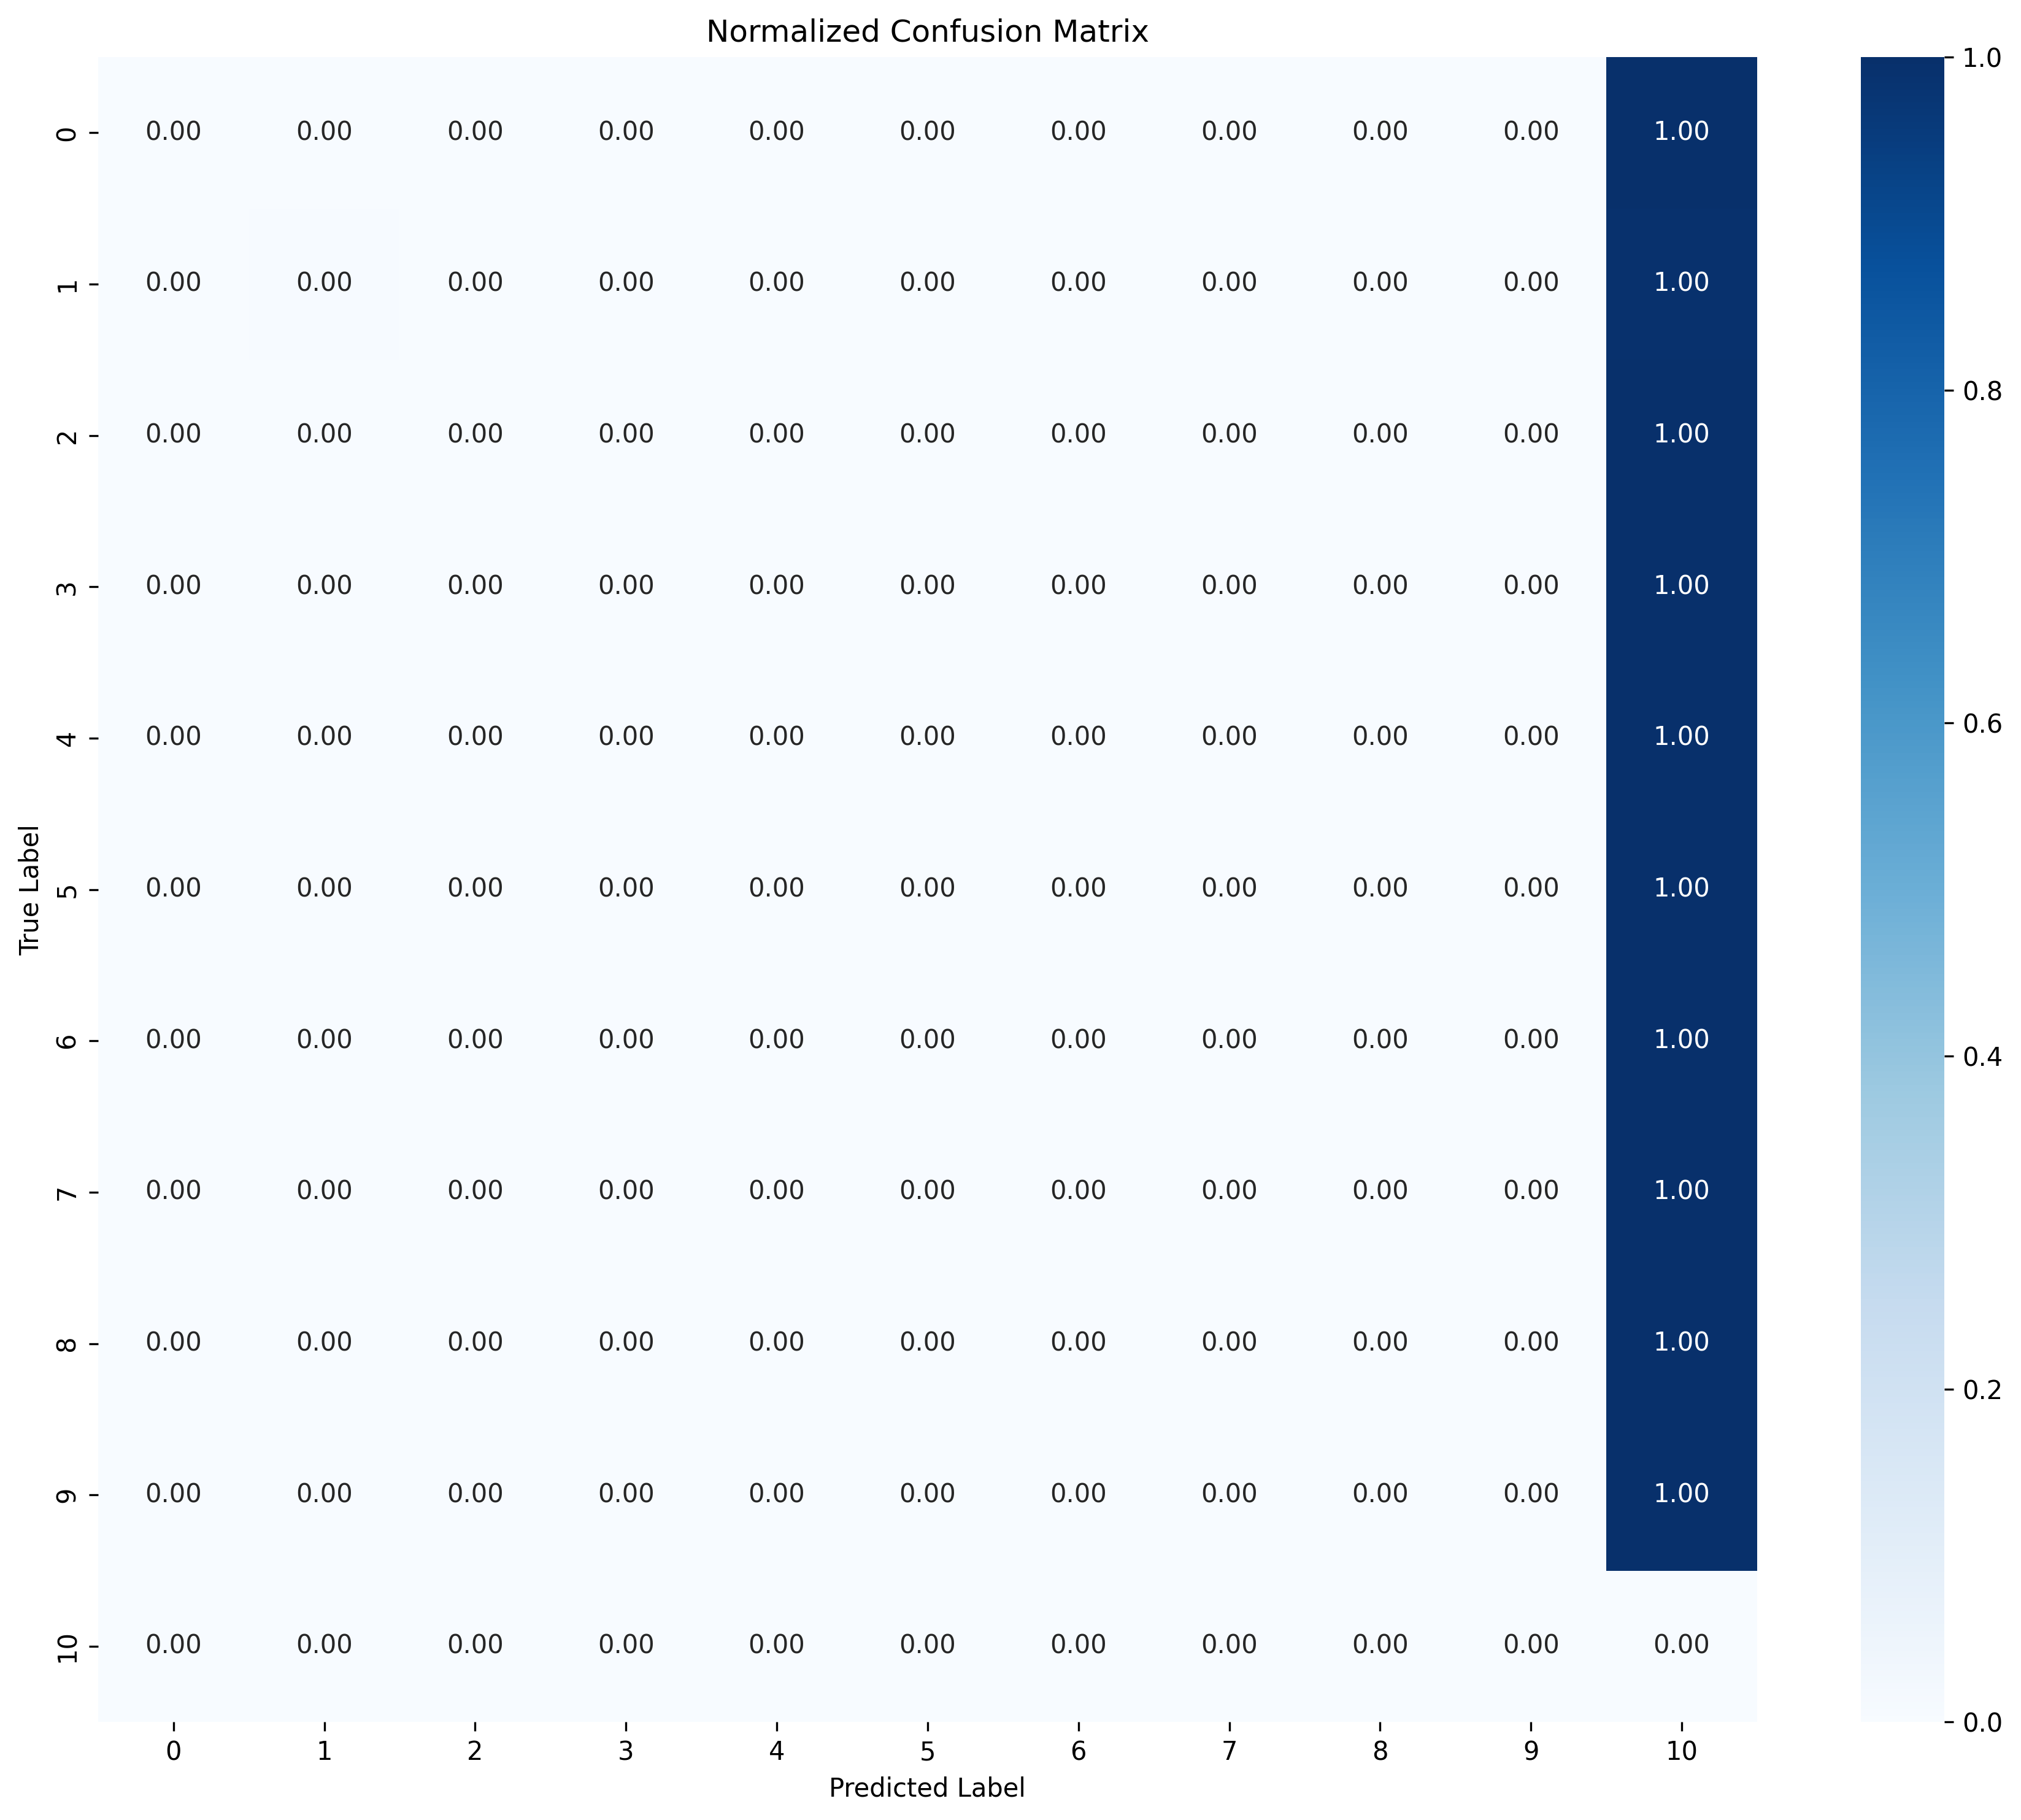 Normalized Confusion Matrix
0 0.00 0.00 0.00 0.00 0.00 0.00 0.00 0.00 0.00 0.00 1.00
1 0.00 0.00 0.00 0.00 0.00 0.00 0.00 0.00 0.00 0.00 1.00
2 0.00 0.00 0.00 0.00 0.00 0.00 0.00 0.00 0.00 0.00 1.00
3 0.00 0.00 0.00 0.00 0.00 0.00 0.00 0.00 0.00 0.00 1.00
4 0.00 0.00 0.00 0.00 0.00 0.00 0.00 0.00 0.00 0.00 1.00
5 0.00 0.00 0.00 0.00 0.00 0.00 0.00 0.00 0.00 0.00 1.00
6 0.00 0.00 0.00 0.00 0.00 0.00 0.00 0.00 0.00 0.00 1.00
7 0.00 0.00 0.00 0.00 0.00 0.00 0.00 0.00 0.00 0.00 1.00
8 0.00 0.00 0.00 0.00 0.00 0.00 0.00 0.00 0.00 0.00 1.00
9 0.00 0.00 0.00 0.00 0.00 0.00 0.00 0.00 0.00 0.00 1.00
10 0.00 0.00 0.00 0.00 0.00 0.00 0.00 0.00 0.00 0.00 0.00
0 1 2 3 4 5 6 7 8 9 10
Predicted Label
True Label
1.0
0.8
0.6
0.4
0.2
0.0